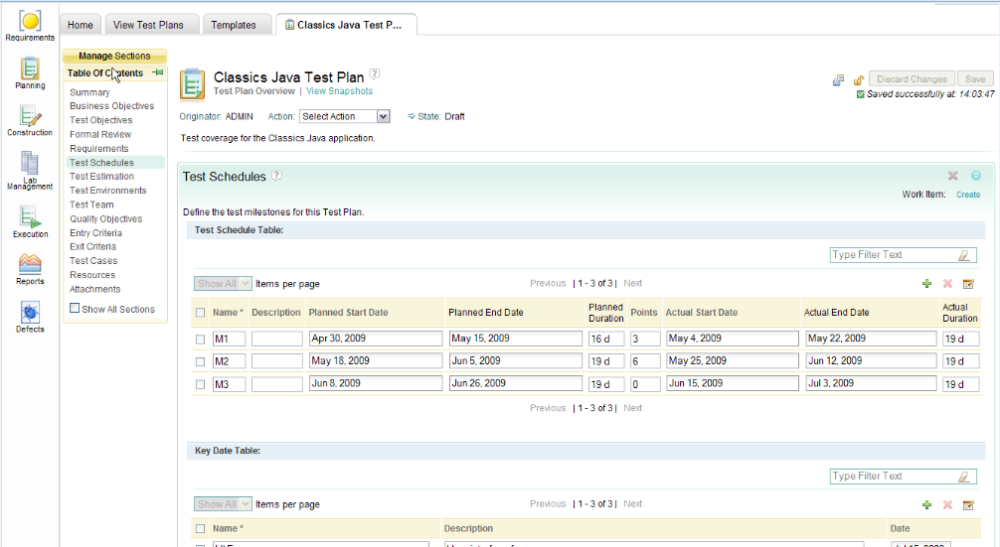 Home
View Test Plans
Templates
Classics Java Test P...
Requirements
Planning
Construction
Lab Management
Execution
Reports
Defects
Manage Sections
Table Of Contents
Summary
Business Objectives
Test Objectives
Formal Review
Requirements
Test Schedules
Test Estimation
Test Environments
Test Team
Quality Objectives
Entry Criteria
Exit Criteria
Test Cases
Resources
Attachments
Show All Sections
Classics Java Test Plan ?
Test Plan Overview | View Snapshots
Discard Changes Save
Saved successfully at: 14:03:47
Originator: ADMIN Action: Select Action State: Draft
Test coverage for the Classics Java application.
Test Schedules ?
Work Item: Create
Define the test milestones for this Test Plan.
Test Schedule Table:
Type Filter Text
Show All Items per page Previous | 1 - 3 of 3 | Next
Name * Description Planned Start Date Planned End Date Planned Duration Points Actual Start Date Actual End Date Actual Duration
M1 Apr 30, 2009 May 15, 2009 16 d 3 May 4, 2009 May 22, 2009 19 d
M2 May 18, 2009 Jun 5, 2009 19 d 6 May 25, 2009 Jun 12, 2009 19 d
M3 Jun 8, 2009 Jun 26, 2009 19 d 0 Jun 15, 2009 Jul 3, 2009 19 d
Previous | 1 - 3 of 3 | Next
Key Date Table:
Type Filter Text
Show All Items per page Previous | 1 - 3 of 3 | Next
Name * Description Date